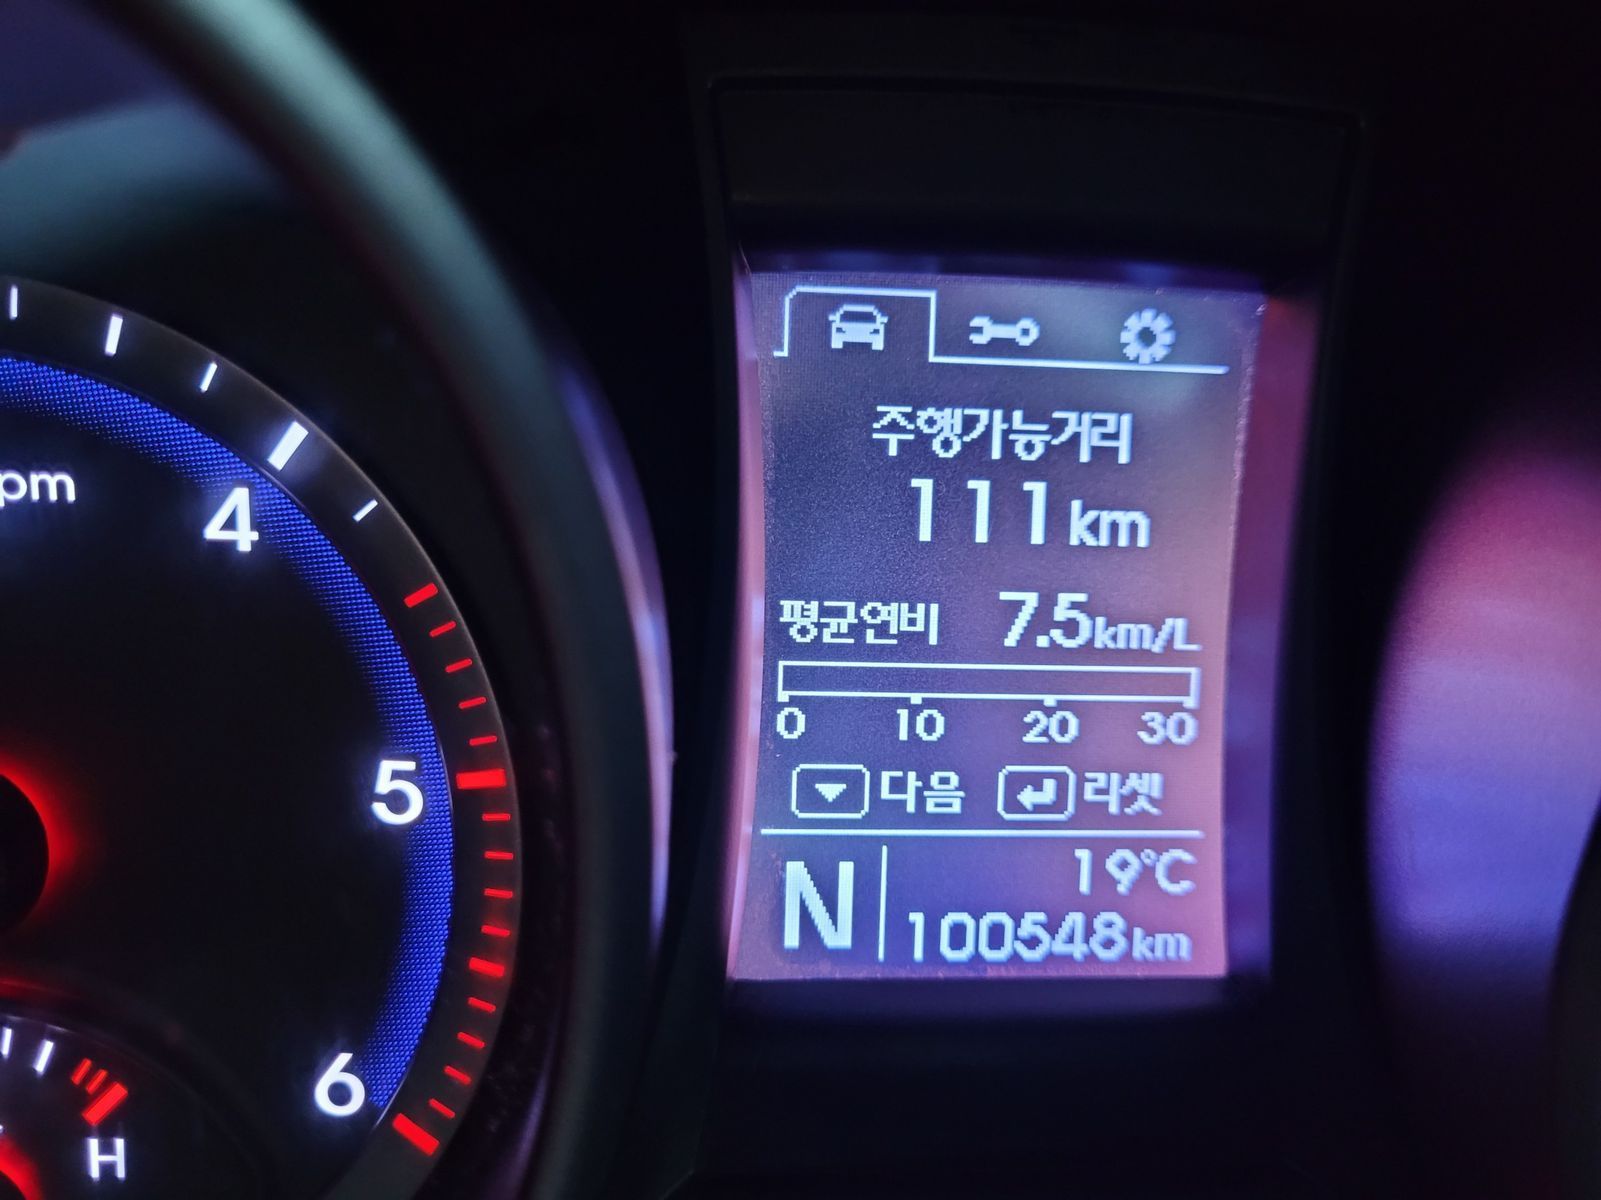 pm
4
5
6
H
주행가능거리
111km
평균연비 7.5km/L
0 10 20 30
다음 리셋
N 19℃
100548km